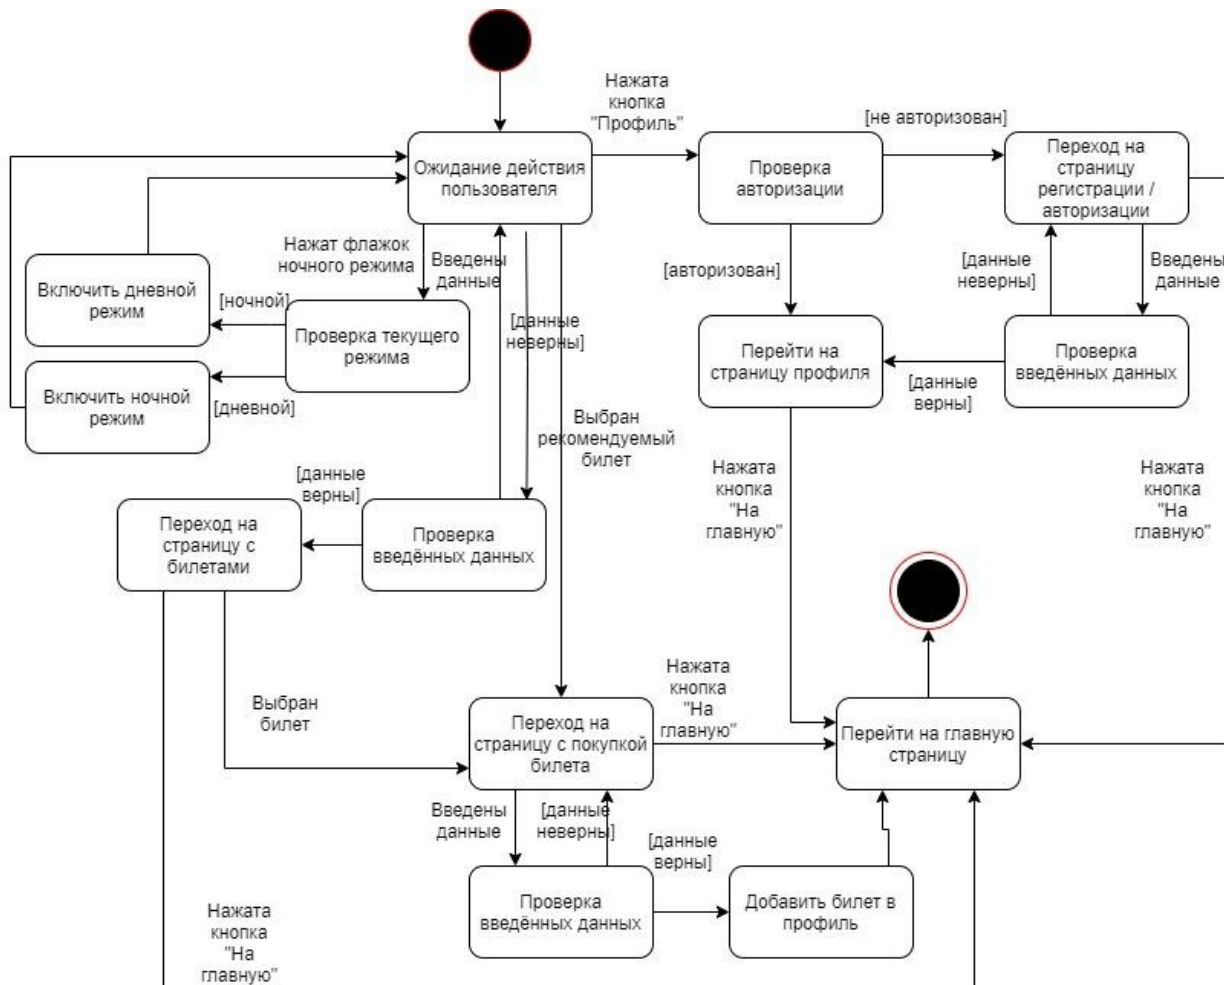 Нажата
кнопка
"Профиль"
[не авторизован]
Ожидание действия
пользователя
Проверка
авторизации
Переход на
страницу
регистрации /
авторизации
Нажат флажок
ночного режима
Введены
данные
[авторизован]
[данные
неверны]
Введены
данные
Включить дневной
режим
[ночной]
Проверка текущего
режима
[данные
неверны]
Перейти на
страницу профиля
Проверка
введённых данных
Включить ночной
режим
[дневной]
[данные
верны]
Выбран
рекомендуемый
билет
[данные
верны]
Нажата
кнопка
"На
главную"
Нажата
кнопка
"На
главную"
Переход на
страницу с
билетами
Проверка
введённых данных
Выбран
билет
Нажата
кнопка
"На
главную"
Переход на
страницу с покупкой
билета
Перейти на главную
страницу
Введены
данные
[данные
неверны]
[данные
верны]
Проверка
введённых данных
Добавить билет в
профиль
Нажата
кнопка
"На
главную"